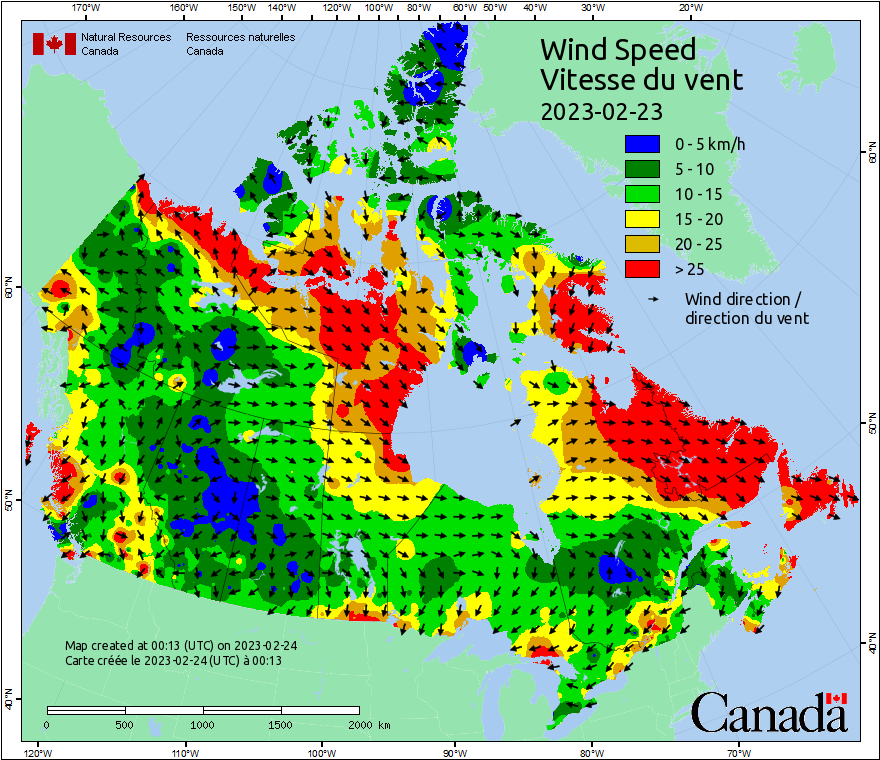 170°W 160°W 150°W 140°W 120°W 110°W 100°W 80°W 60°W 50°W 40°W 30°W 20°W
Natural Resources Ressources naturelles
Canada Canada
Wind Speed
Vitesse du vent
2023-02-23
0 - 5 km/h
5 - 10
10 - 15
15 - 20
20 - 25
> 25
Wind direction /
direction du vent
60°N 60°N
50°N 50°N
40°N 40°N
Map created at 00:13 (UTC) on 2023-02-24
Carte créée le 2023-02-24 (UTC) à 00:13
0 500 1000 1500 2000 km
Canada
120°W 110°W 100°W 90°W 80°W 70°W